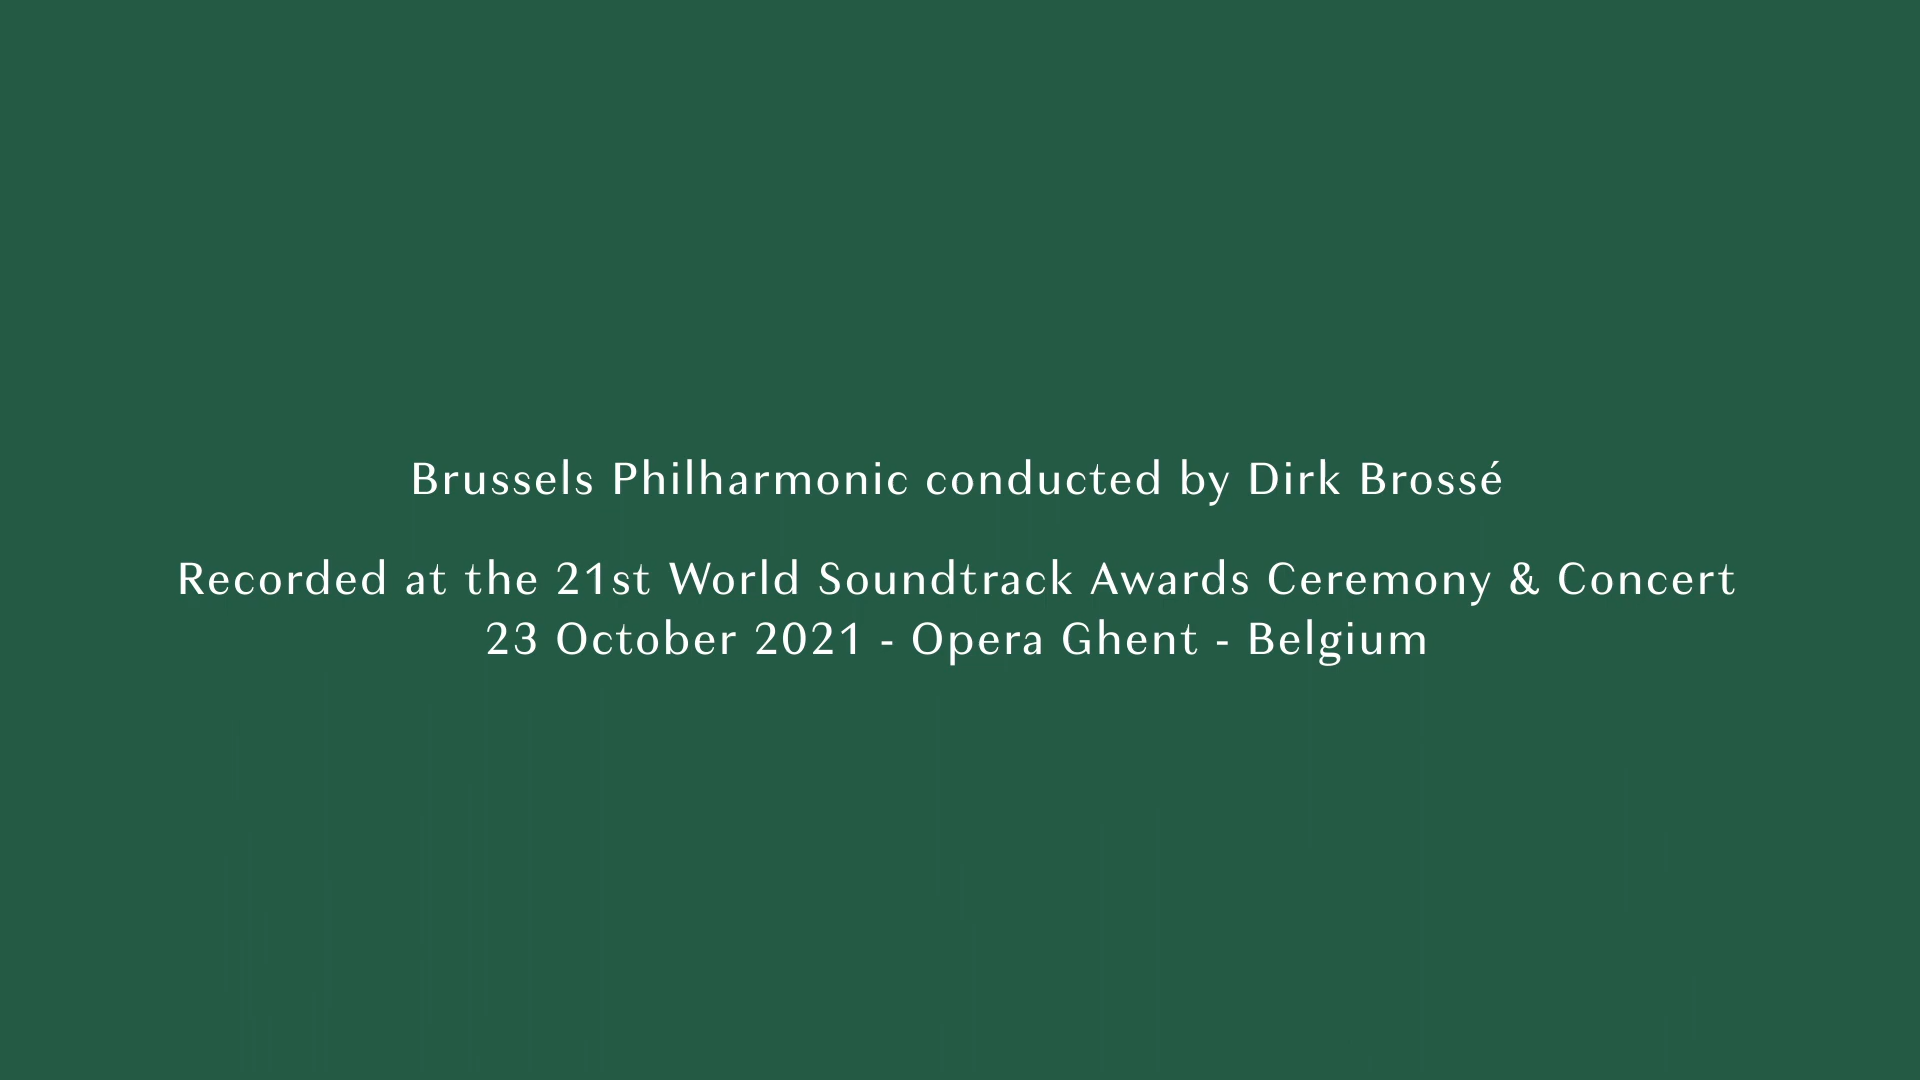 Brussels Philharmonic conducted by Dirk Brossé
Recorded at the 21st World Soundtrack Awards Ceremony & Concert
23 October 2021 - Opera Ghent - Belgium